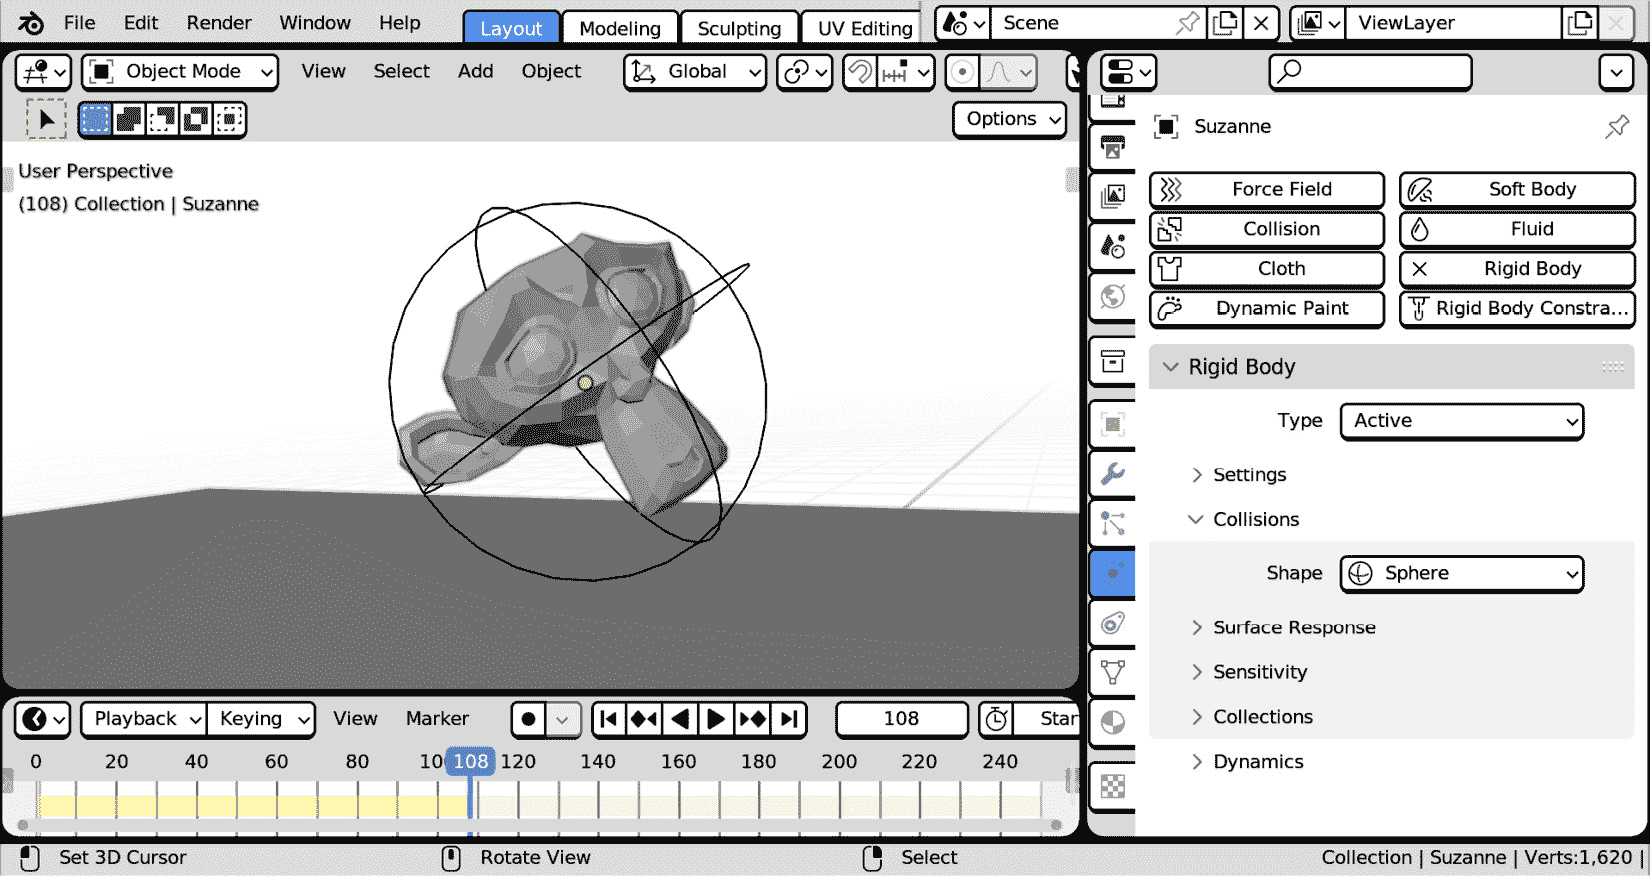 File Edit Render Window Help Layout Modeling Sculpting UV Editing Scene ViewLayer
Object Mode View Select Add Object Global
Options
User Perspective
(108) Collection | Suzanne
Suzanne
Force Field Soft Body
Collision Fluid
Cloth Rigid Body
Dynamic Paint Rigid Body Constra...
Rigid Body
Type Active
Settings
Collisions
Shape Sphere
Surface Response
Sensitivity
Collections
Dynamics
Playback Keying View Marker 108 Star
0 20 40 60 80 10 108 120 140 160 180 200 220 240
Set 3D Cursor Rotate View Select Collection | Suzanne | Verts:1,620 |